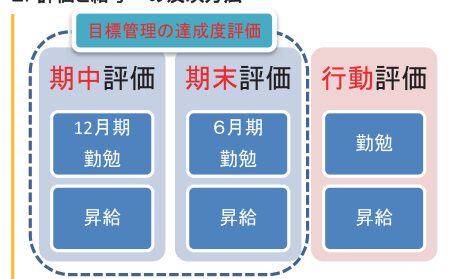 目標管理の達成度評価
期中評価
12月期
勤勉
昇給
期末評価
6月期
勤勉
昇給
行動評価
勤勉
昇給